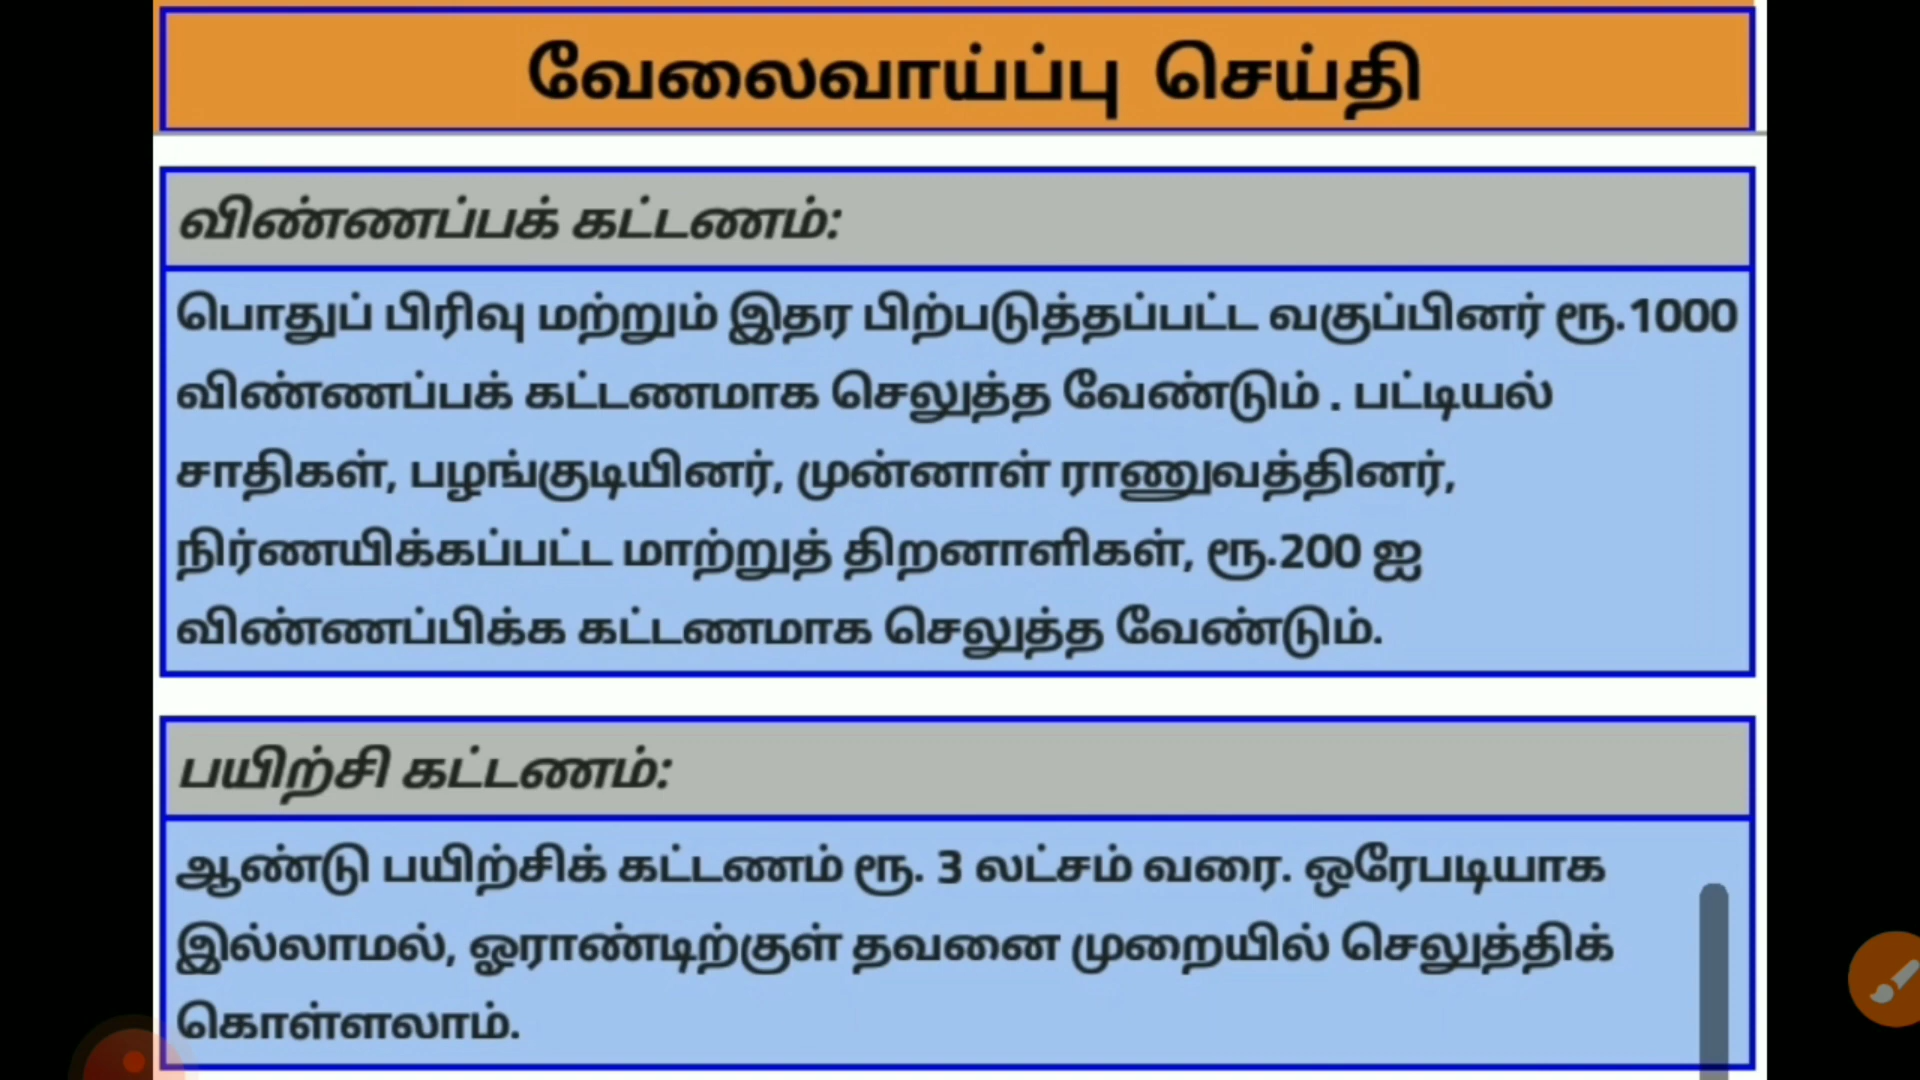 வேலைவாய்ப்பு செய்தி
விண்ணப்பக் கட்டணம்:
பொதுப் பிரிவு மற்றும் இதர பிற்படுத்தப்பட்ட வகுப்பினர் ரூ.1000
விண்ணப்பக் கட்டணமாக செலுத்த வேண்டும் . பட்டியல்
சாதிகள், பழங்குடியினர், முன்னாள் ராணுவத்தினர்,
நிர்ணயிக்கப்பட்ட மாற்றுத் திறனாளிகள், ரூ.200 ஐ
விண்ணப்பிக்க கட்டணமாக செலுத்த வேண்டும்.
பயிற்சி கட்டணம்:
ஆண்டு பயிற்சிக் கட்டணம் ரூ. 3 லட்சம் வரை. ஒரேபடியாக
இல்லாமல், ஓராண்டிற்குள் தவணை முறையில் செலுத்திக்
கொள்ளலாம்.